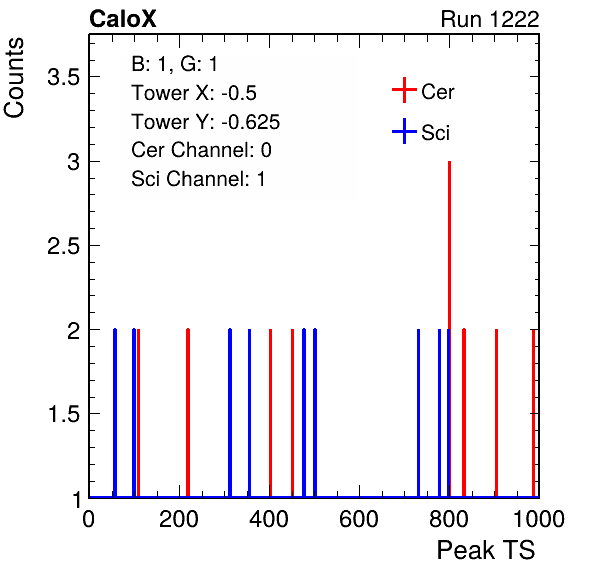 CaloX
Run 1222
Counts
B: 1, G: 1
Tower X: -0.5
Tower Y: -0.625
Cer Channel: 0
Sci Channel: 1
Cer
Sci
3.5
3
2.5
2
1.5
1
0
200
400
600
800
1000
Peak TS